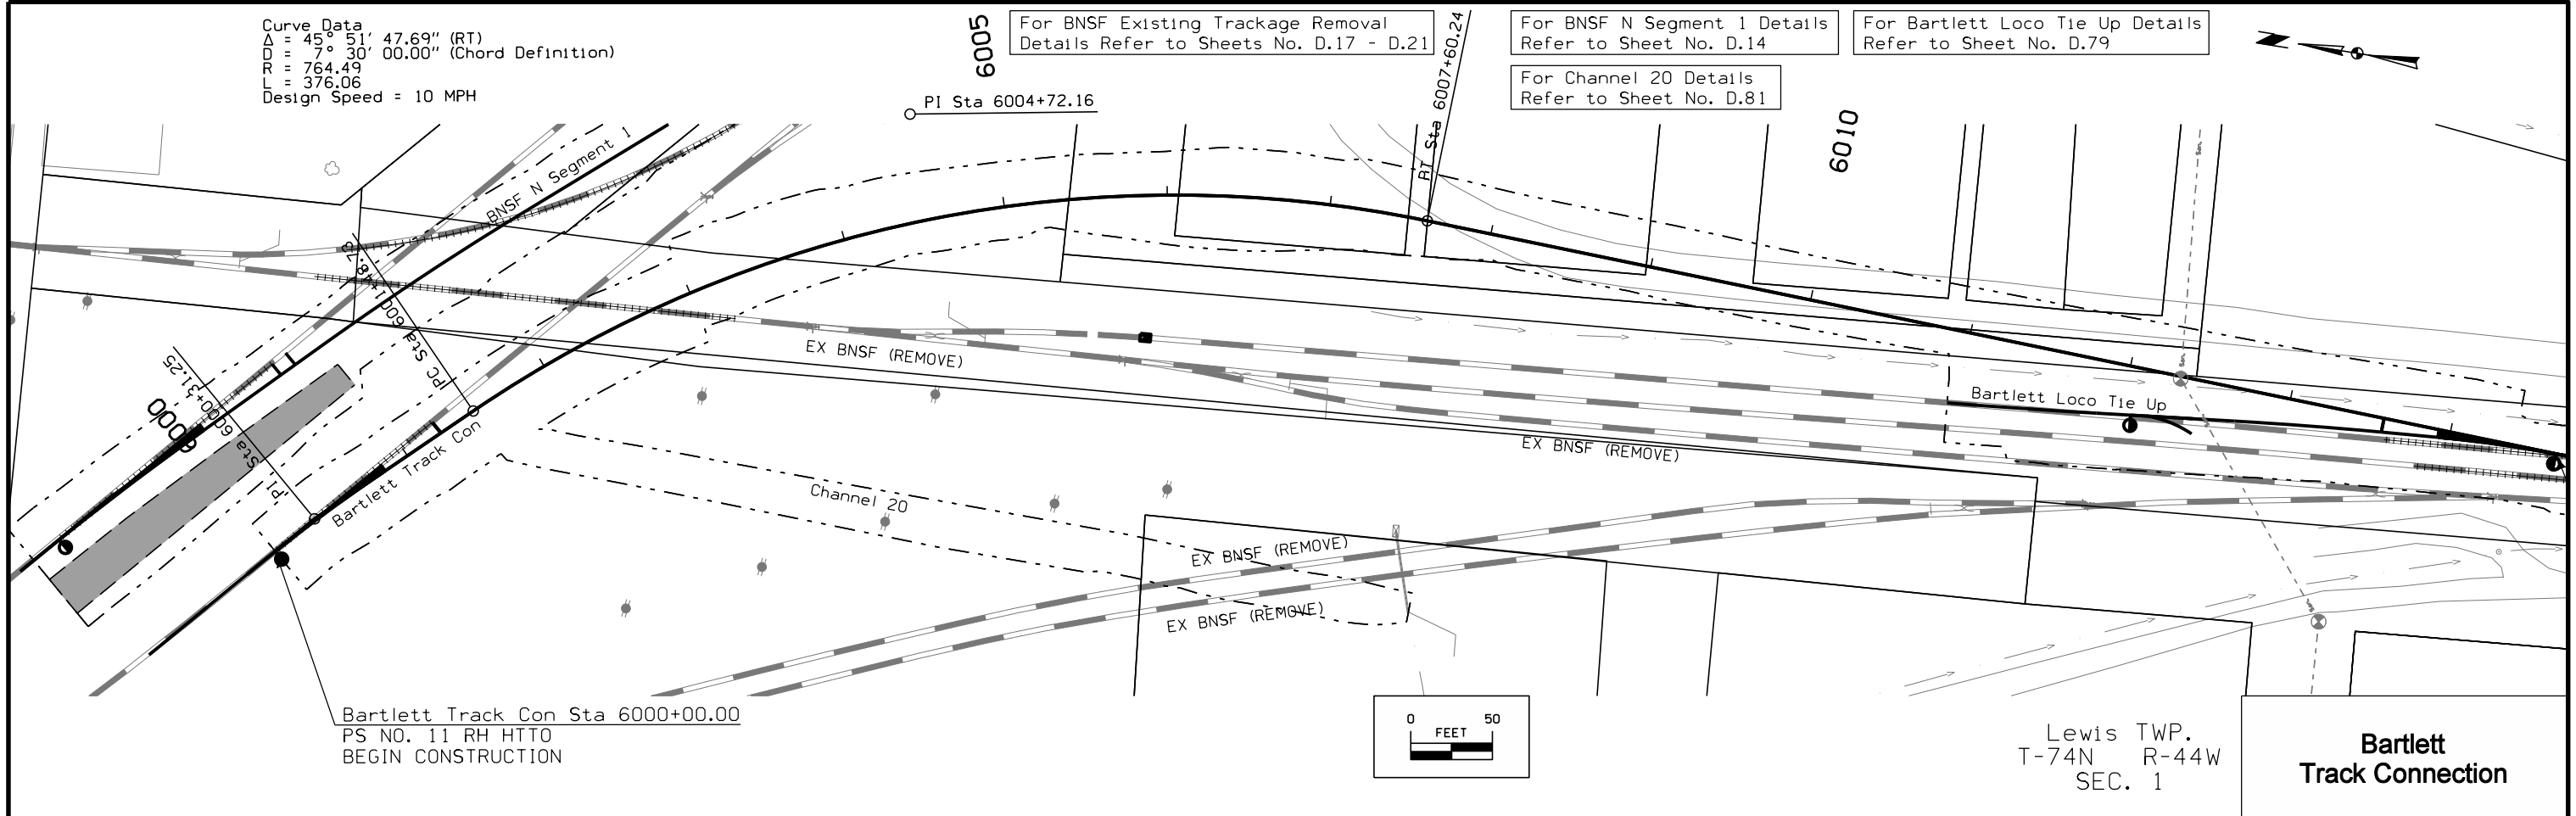 Curve Data
Δ = 45° 51' 47.69" (RT)
D = 7° 30' 00.00" (Chord Definition)
R = 764.49
L = 376.06
Design Speed = 10 MPH
6005
For BNSF Existing Trackage Removal
Details Refer to Sheets No. D.17 - D.21
For BNSF N Segment 1 Details
Refer to Sheet No. D.14
For Bartlett Loco Tie Up Details
Refer to Sheet No. D.79
For Channel 20 Details
Refer to Sheet No. D.81
N
PI Sta 6004+72.16
RT Sta 6007+60.24
6010
BNSF N Segment 1
PC Sta 6001+48.73
PI Sta 6000+31.25
6000
EX BNSF (REMOVE)
Bartlett Loco Tie Up
EX BNSF (REMOVE)
Bartlett Track Con
Channel 20
EX BNSF (REMOVE)
EX BNSF (REMOVE)
Bartlett Track Con Sta 6000+00.00
PS NO. 11 RH HTTO
BEGIN CONSTRUCTION
0 50
FEET
Lewis TWP.
T-74N R-44W
SEC. 1
Bartlett
Track Connection